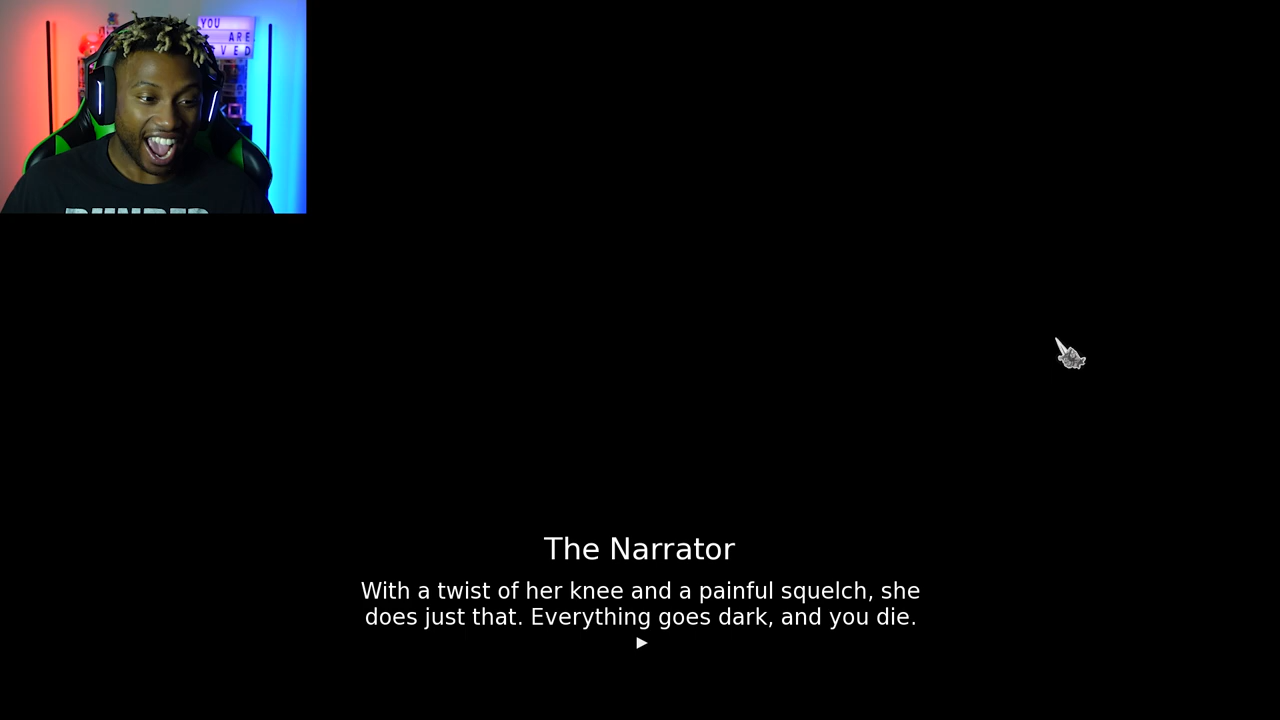 YOU
ARE
VED
The Narrator
With a twist of her knee and a painful squelch, she
does just that. Everything goes dark, and you die.